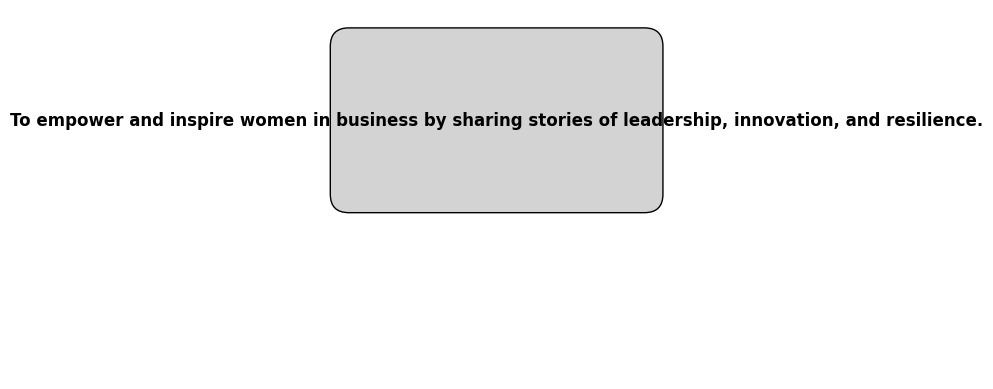 To empower and inspire women in business by sharing stories of leadership, innovation, and resilience.